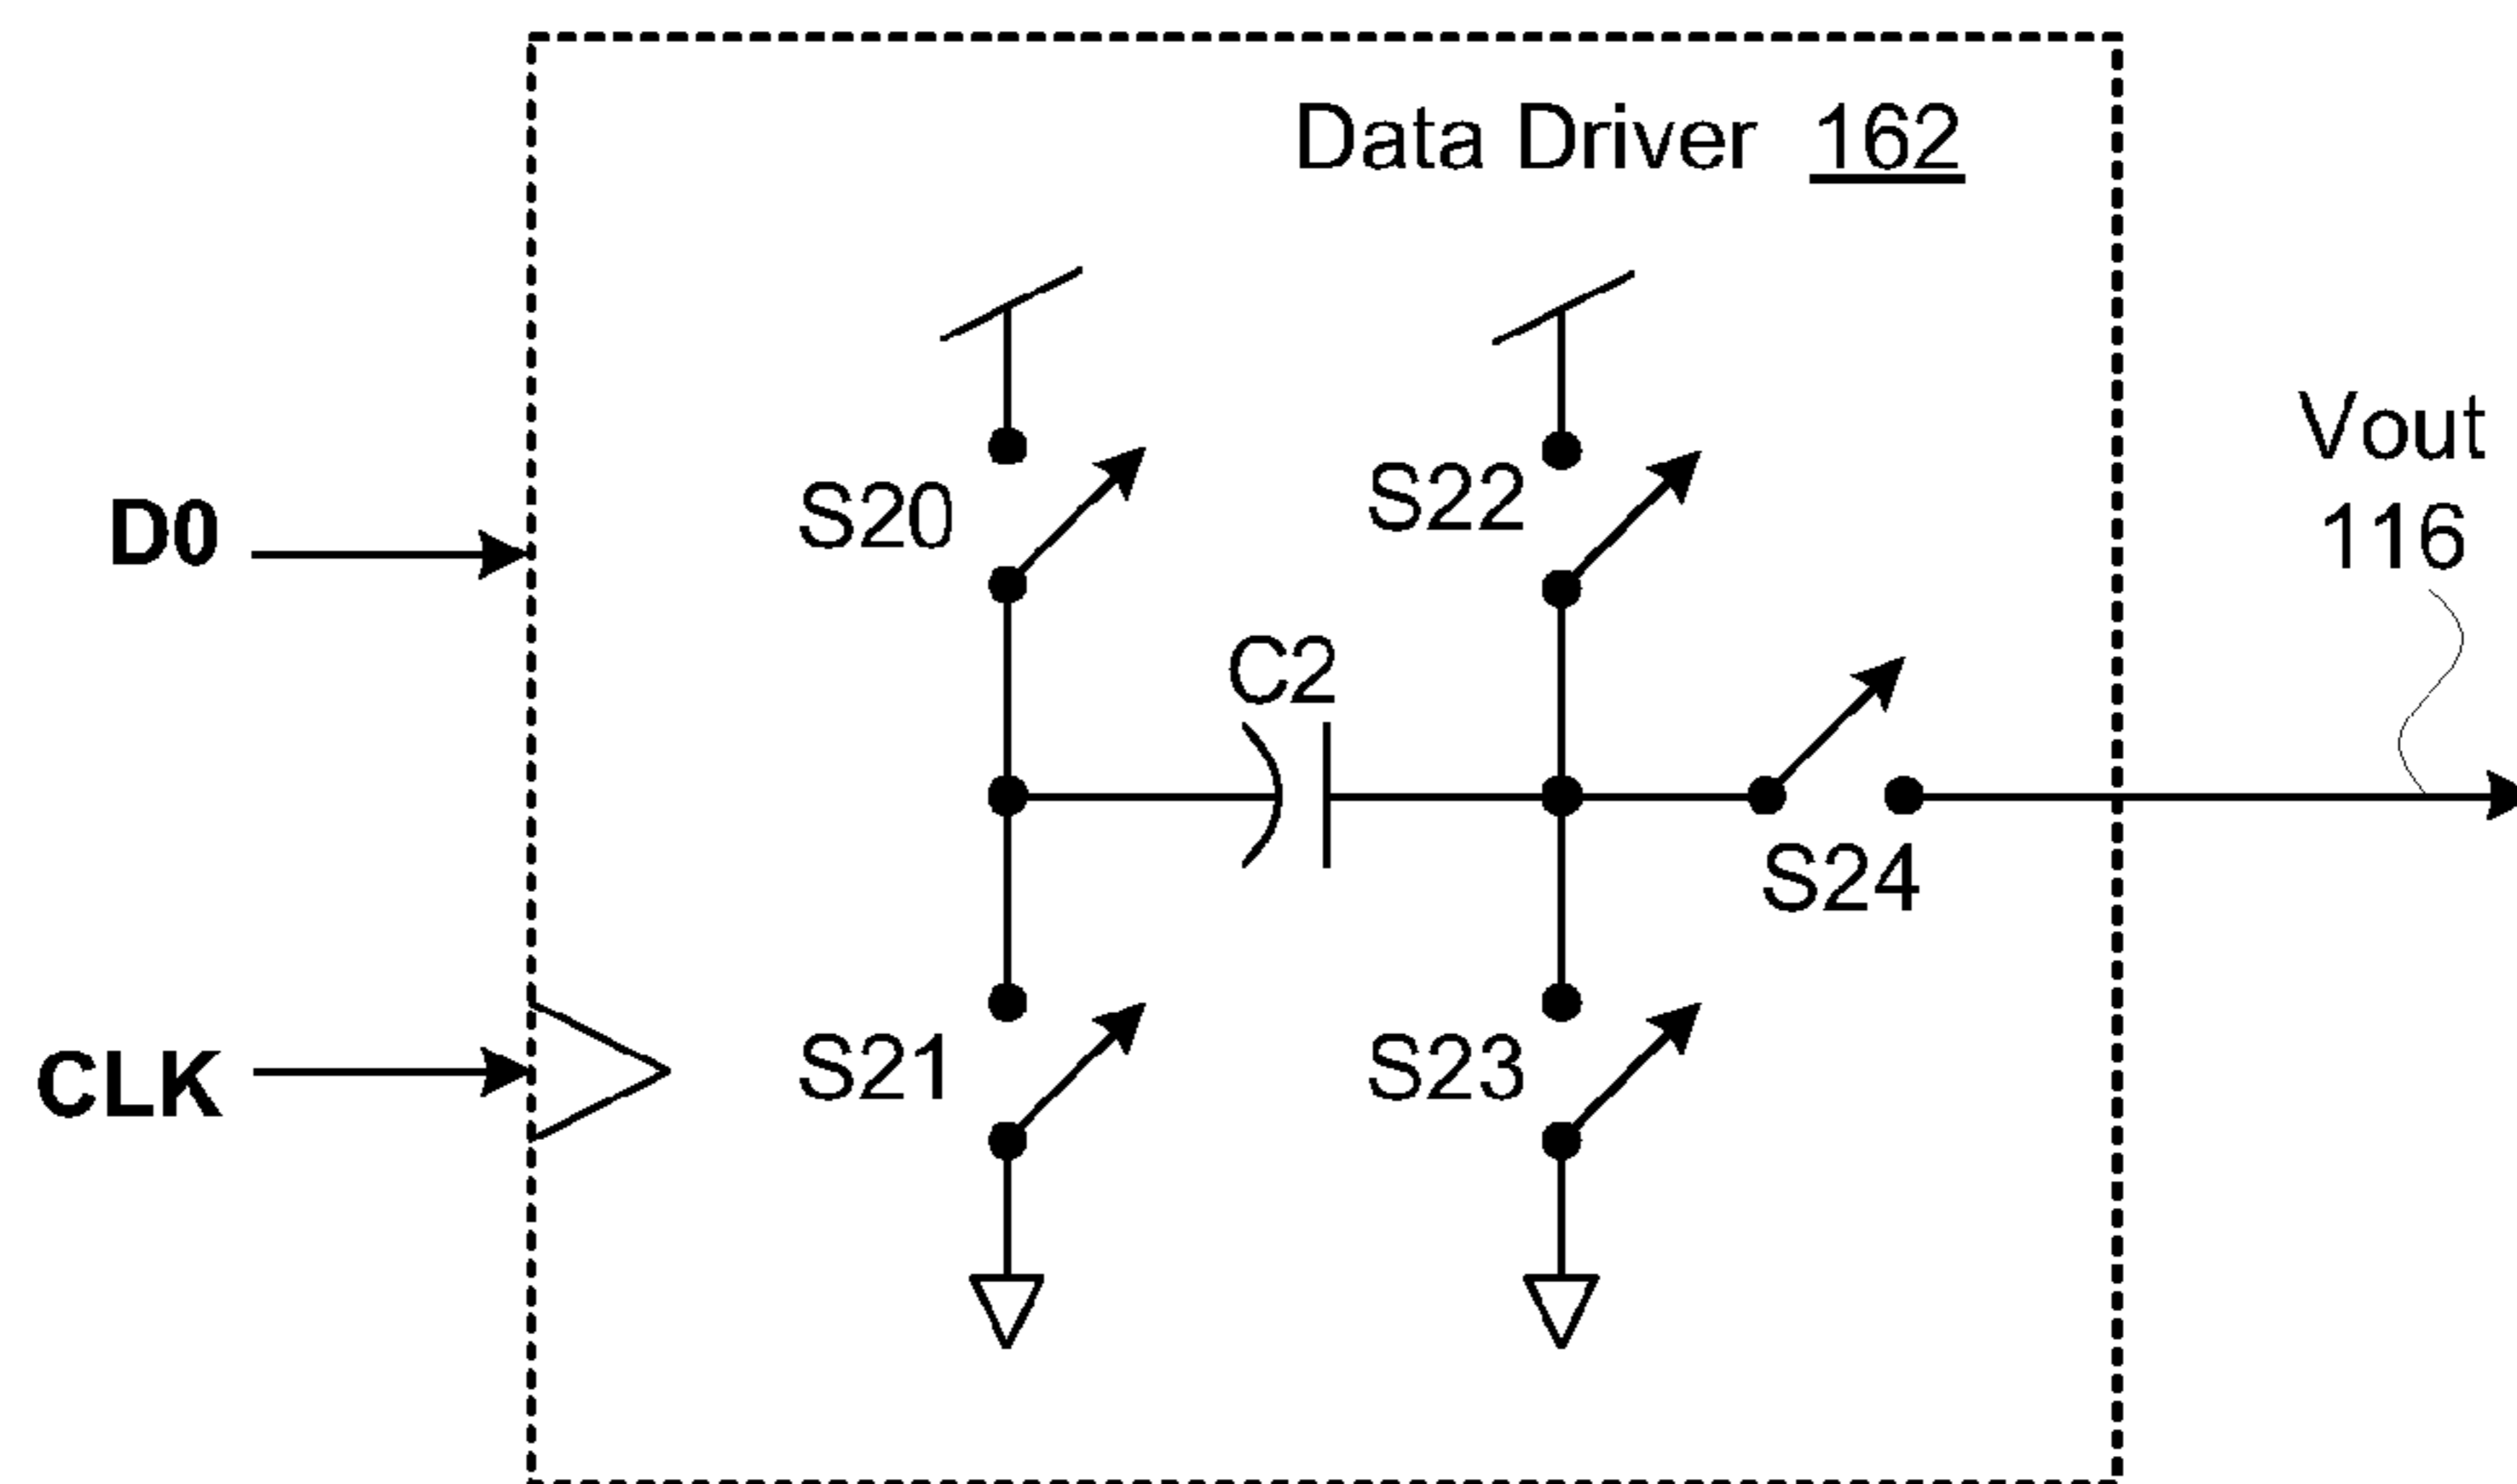 Data Driver 162
Vout
116
D0
S20
S22
C2
S24
CLK
S21
S23